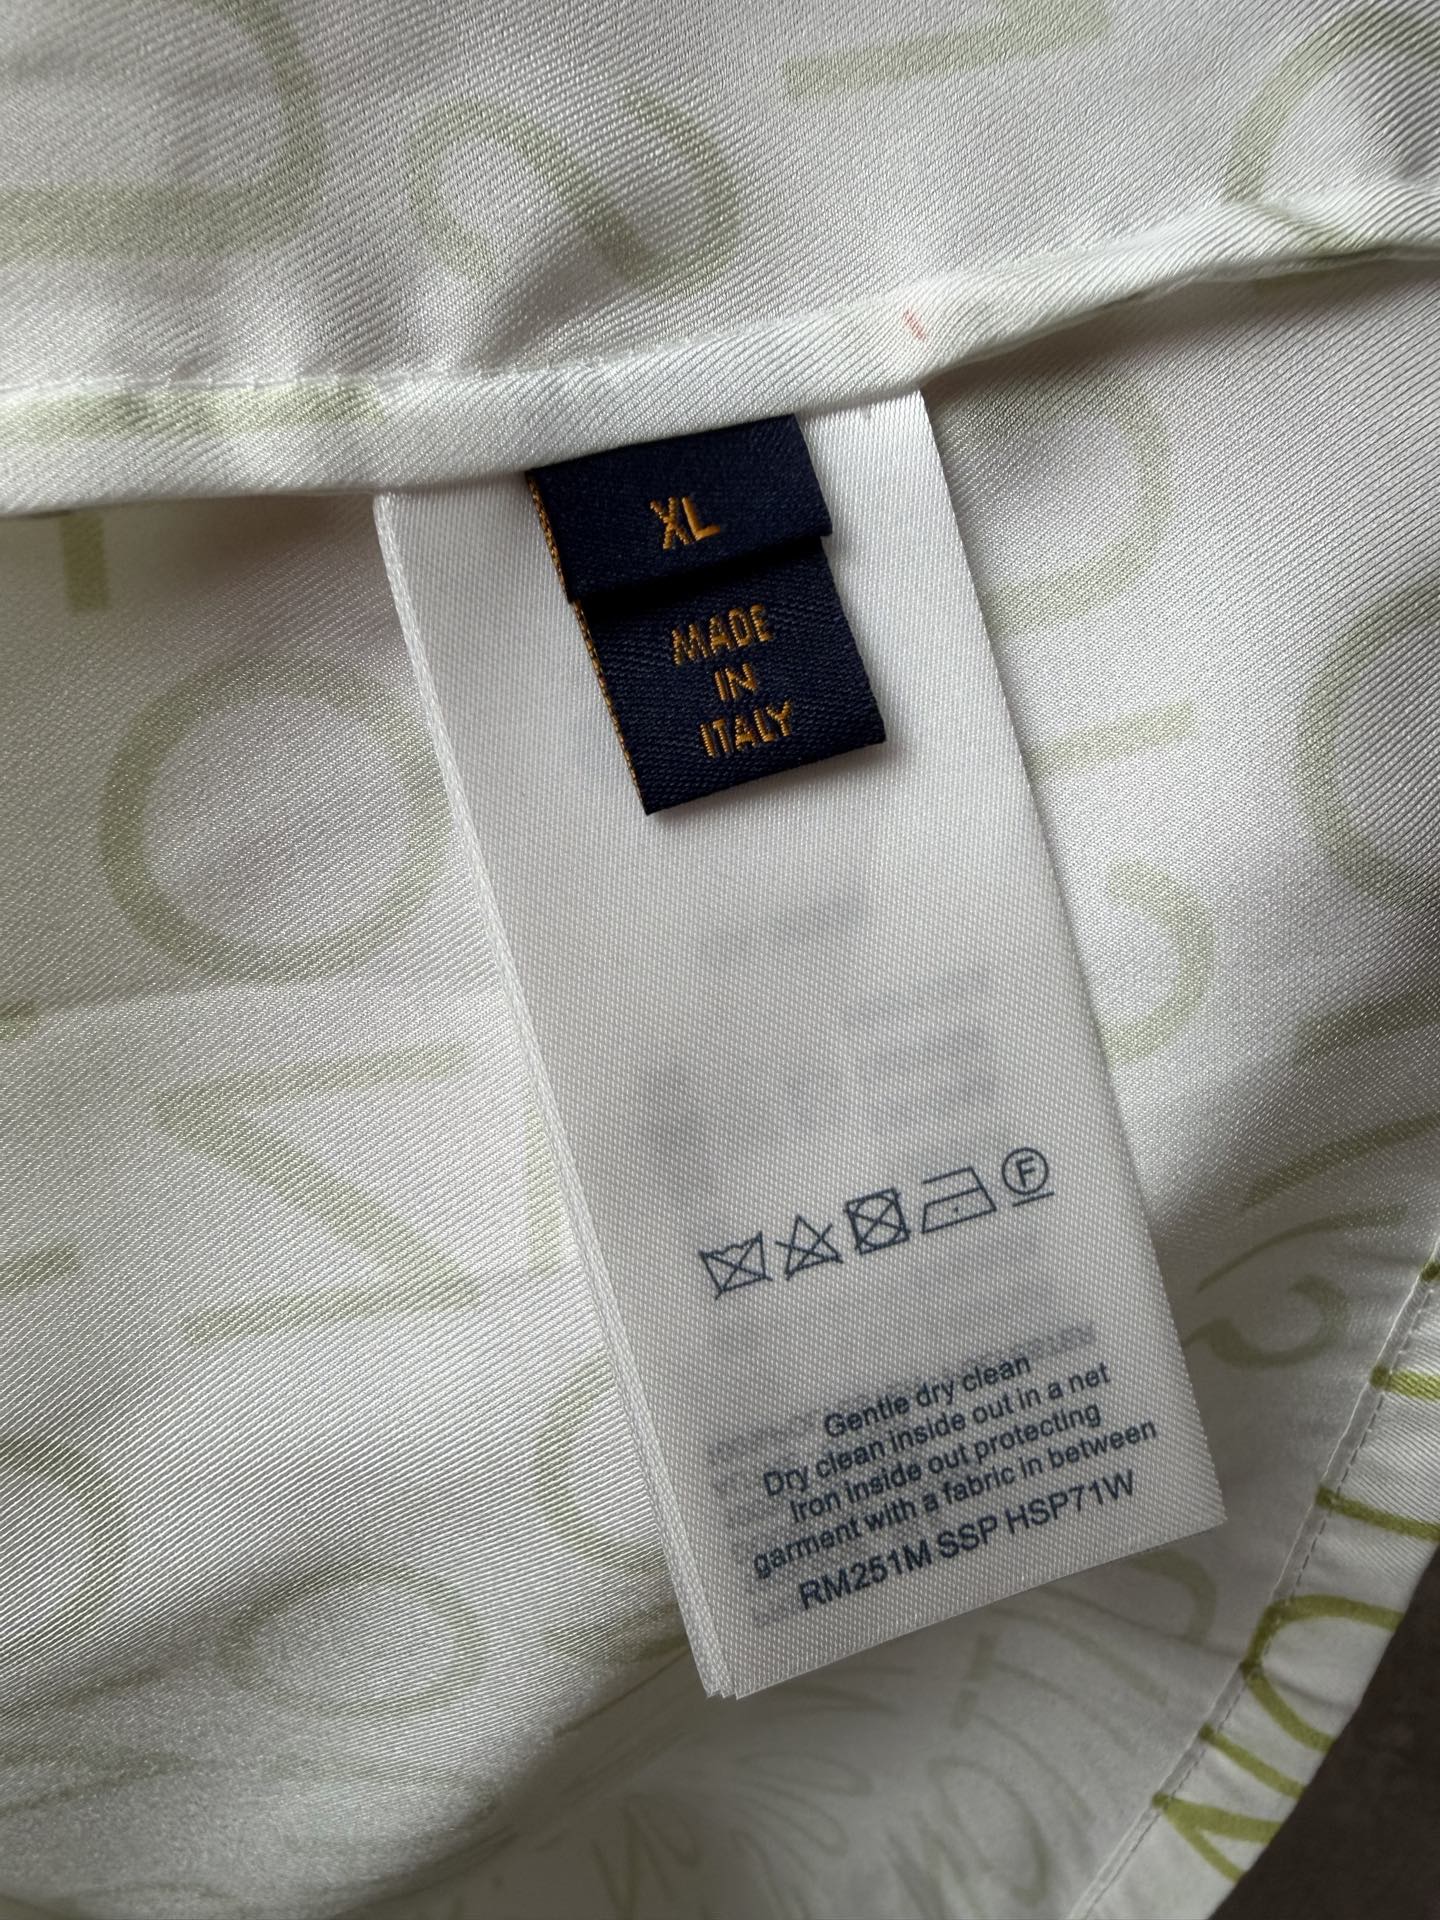 XL
MADE
IN
ITALY
F
Gentle dry clean
Dry clean inside out in a net
Iron inside out protecting
garment with a fabric in between
RM251M SSP HSP71W